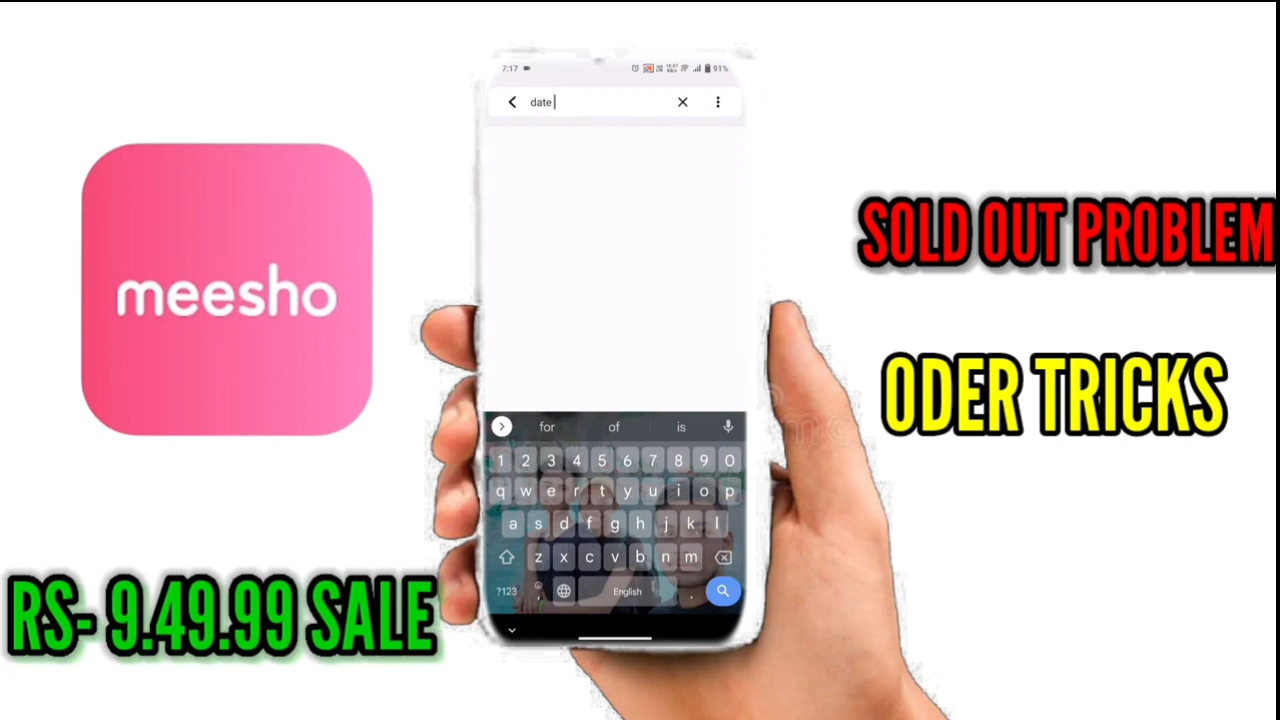 7:17
91%
date
meesho
SOLD OUT PROBLEM
ODER TRICKS
for of is
1 2 3 4 5 6 7 8 9 0
q w e r t y u i o p
a s d f g h j k l
z x c v b n m
?123 , English .
RS- 9.49.99 SALE